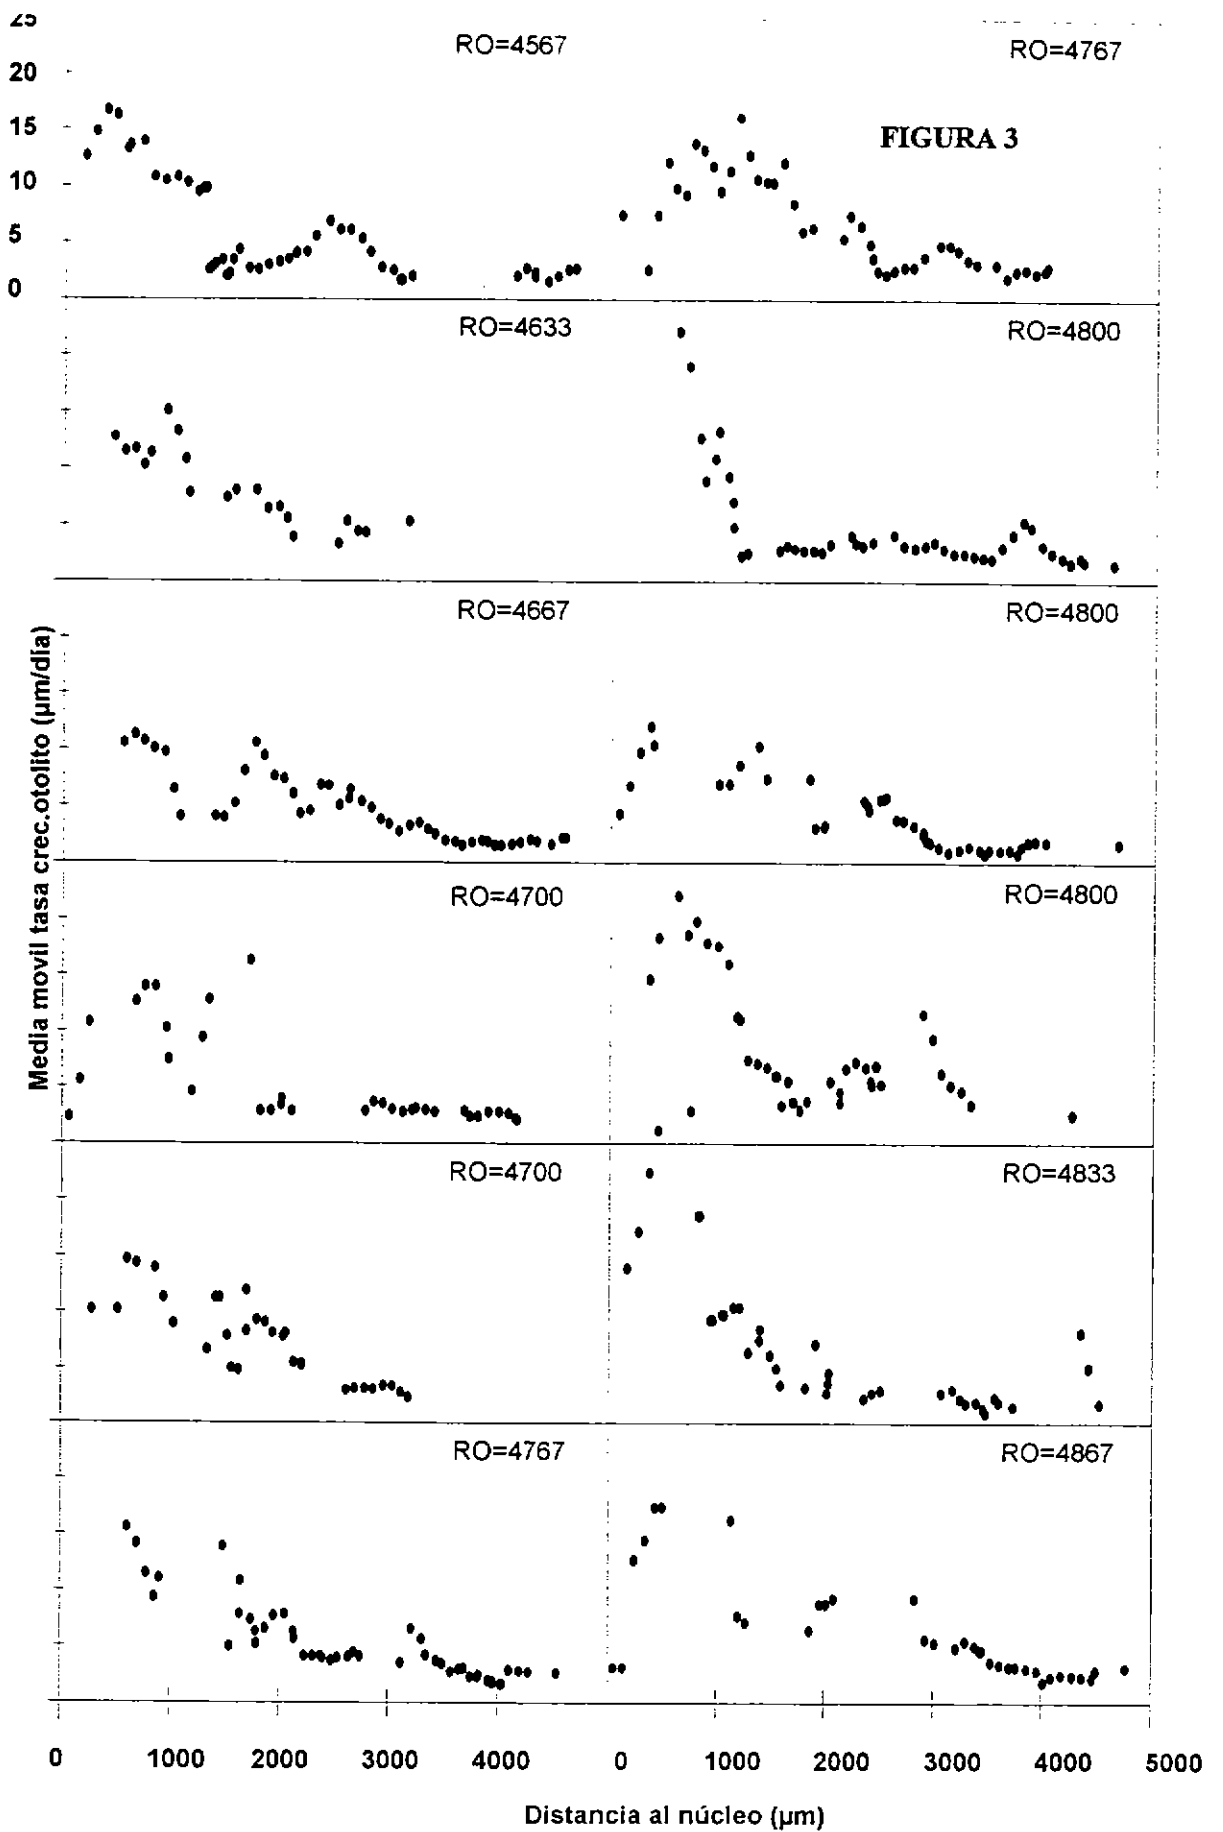 25
RO=4567
RO=4767
20
15
FIGURA 3
10
5
0
RO=4633
RO=4800
RO=4667
RO=4800
Media movil tasa crec.otolito (µm/día)
RO=4700
RO=4800
RO=4700
RO=4833
RO=4767
RO=4867
0 1000 2000 3000 4000 0 1000 2000 3000 4000 5000
Distancia al núcleo (µm)